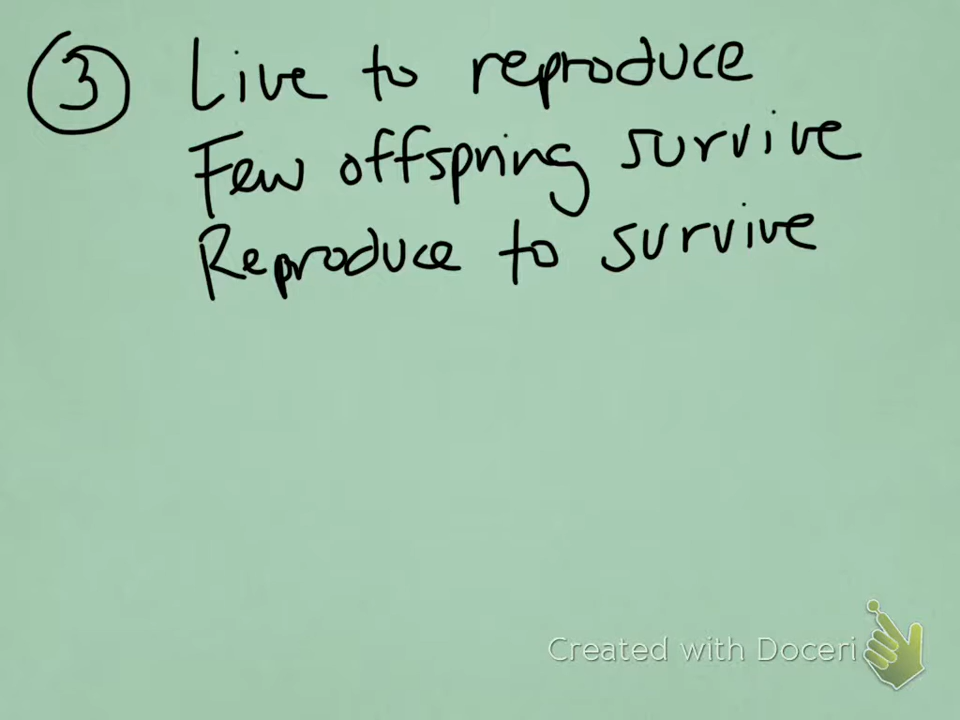 ③ Live to reproduce
Few offspring survive
Reproduce to survive
Created with Doceri